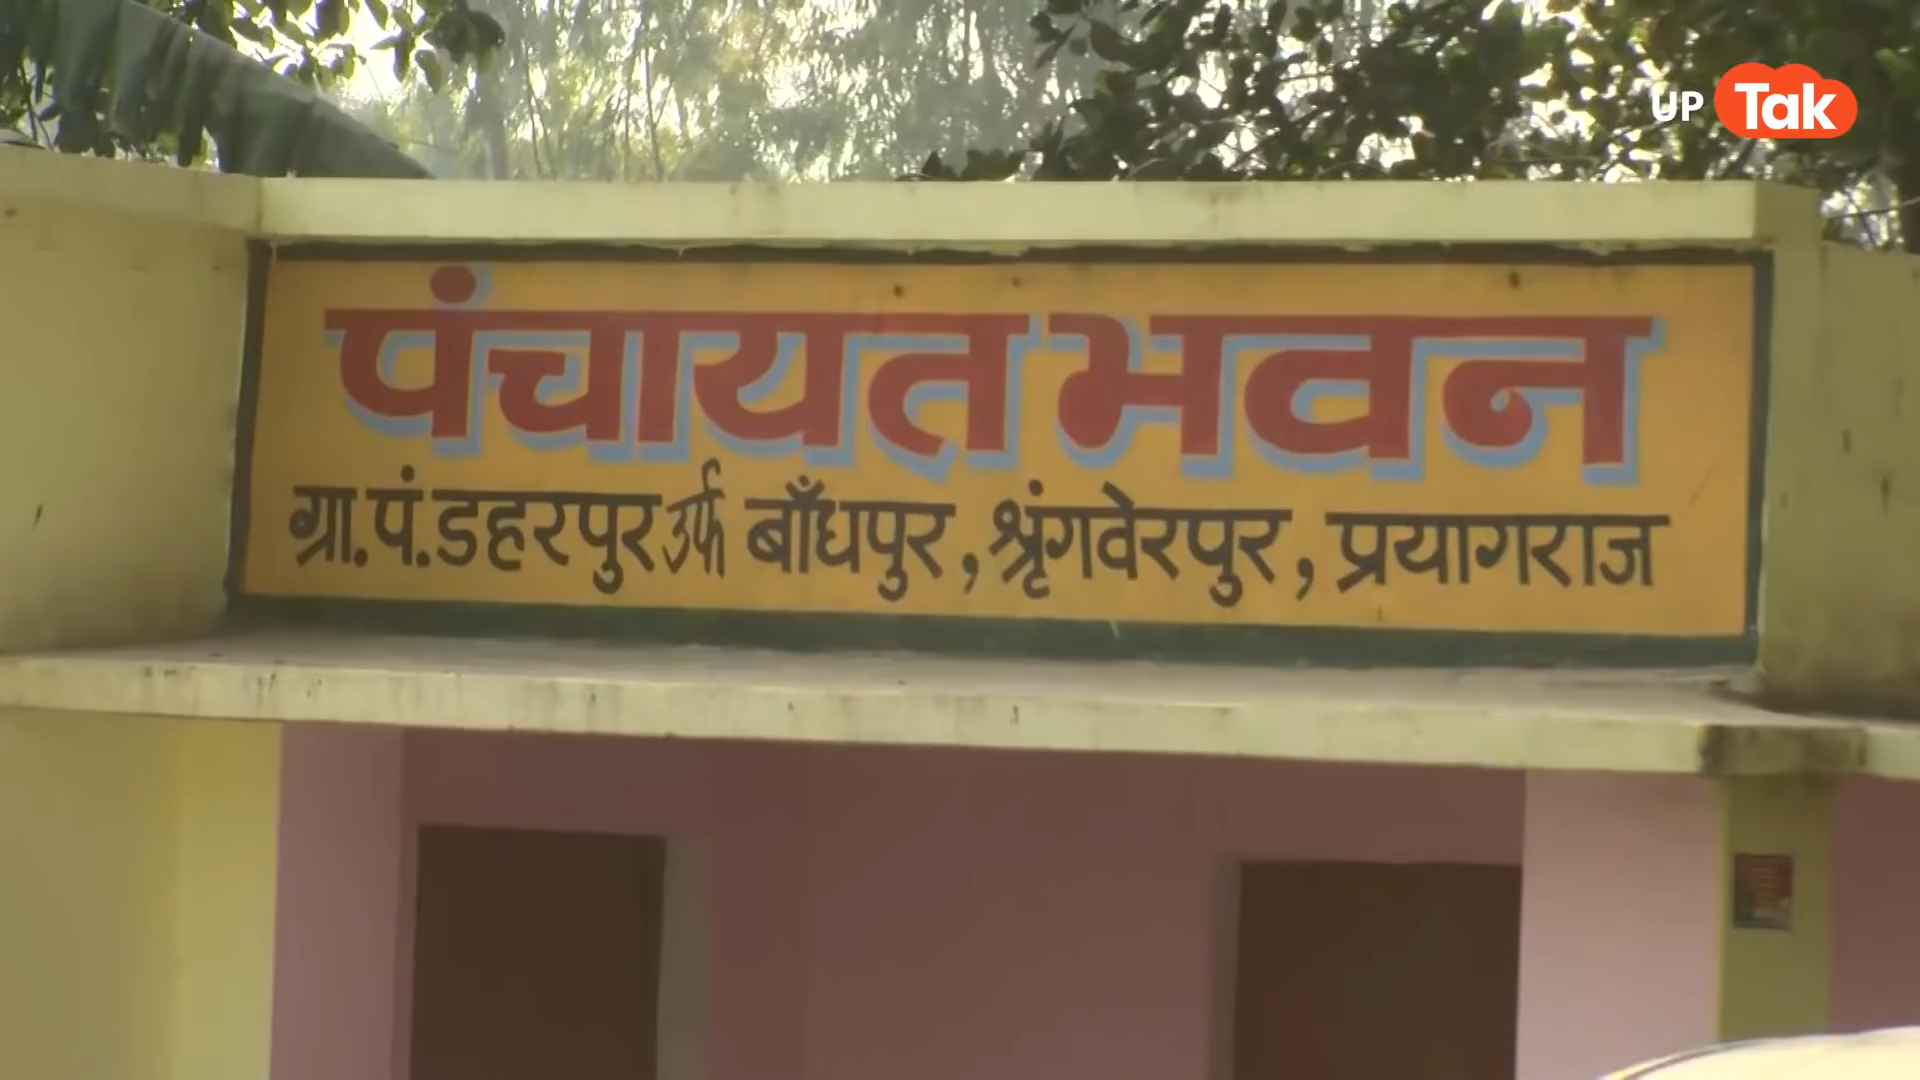 UP Tak
पंचायत भवन
ग्रा.पं.डहरपुर उर्फ बाँधपुर, श्रृंगवेरपुर, प्रयागराज